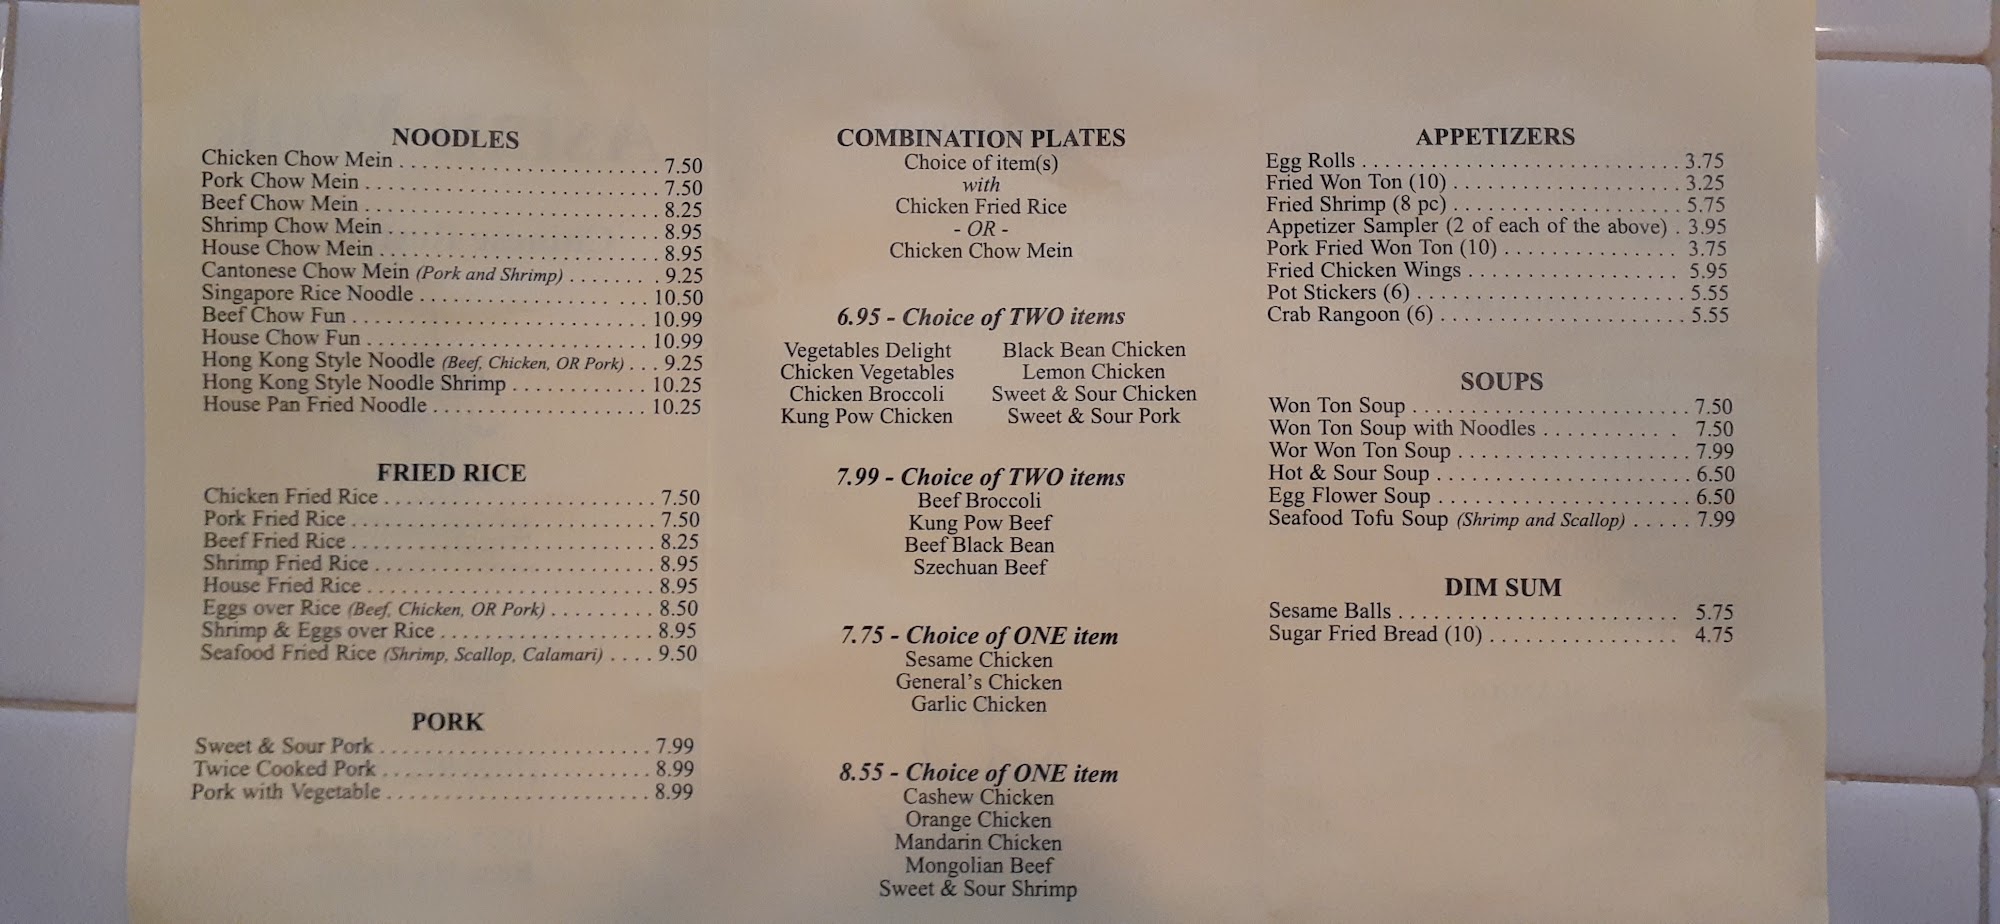 NOODLES
Chicken Chow Mein . . . . . . . . . . . . . . . . . . . . . . . . 7.50
Pork Chow Mein . . . . . . . . . . . . . . . . . . . . . . . . . . . 7.50
Beef Chow Mein . . . . . . . . . . . . . . . . . . . . . . . . . . . 8.25
Shrimp Chow Mein . . . . . . . . . . . . . . . . . . . . . . . . . 8.95
House Chow Mein . . . . . . . . . . . . . . . . . . . . . . . . . . 8.95
Cantonese Chow Mein (Pork and Shrimp) . . . . . . . . 9.25
Singapore Rice Noodle . . . . . . . . . . . . . . . . . . . . . 10.50
Beef Chow Fun . . . . . . . . . . . . . . . . . . . . . . . . . . . 10.99
House Chow Fun . . . . . . . . . . . . . . . . . . . . . . . . . . 10.99
Hong Kong Style Noodle (Beef, Chicken, OR Pork) . . . 9.25
Hong Kong Style Noodle Shrimp . . . . . . . . . . . . 10.25
House Pan Fried Noodle . . . . . . . . . . . . . . . . . . . . 10.25
FRIED RICE
Chicken Fried Rice . . . . . . . . . . . . . . . . . . . . . . . . . 7.50
Pork Fried Rice . . . . . . . . . . . . . . . . . . . . . . . . . . . . 7.50
Beef Fried Rice . . . . . . . . . . . . . . . . . . . . . . . . . . . . 8.25
Shrimp Fried Rice . . . . . . . . . . . . . . . . . . . . . . . . . . 8.95
House Fried Rice . . . . . . . . . . . . . . . . . . . . . . . . . . . 8.95
Eggs over Rice (Beef, Chicken, OR Pork) . . . . . . . . . 8.50
Shrimp & Eggs over Rice . . . . . . . . . . . . . . . . . . . . 8.95
Seafood Fried Rice (Shrimp, Scallop, Calamari) . . . . 9.50
PORK
Sweet & Sour Pork . . . . . . . . . . . . . . . . . . . . . . . . . 7.99
Twice Cooked Pork . . . . . . . . . . . . . . . . . . . . . . . . . 8.99
Pork with Vegetable . . . . . . . . . . . . . . . . . . . . . . . . 8.99
COMBINATION PLATES
Choice of item(s)
with
Chicken Fried Rice
- OR -
Chicken Chow Mein
6.95 - Choice of TWO items
Vegetables Delight Black Bean Chicken
Chicken Vegetables Lemon Chicken
Chicken Broccoli Sweet & Sour Chicken
Kung Pow Chicken Sweet & Sour Pork
7.99 - Choice of TWO items
Beef Broccoli
Kung Pow Beef
Beef Black Bean
Szechuan Beef
7.75 - Choice of ONE item
Sesame Chicken
General's Chicken
Garlic Chicken
8.55 - Choice of ONE item
Cashew Chicken
Orange Chicken
Mandarin Chicken
Mongolian Beef
Sweet & Sour Shrimp
APPETIZERS
Egg Rolls . . . . . . . . . . . . . . . . . . . . . . . . . . . . . 3.75
Fried Won Ton (10) . . . . . . . . . . . . . . . . . . . . . 3.25
Fried Shrimp (8 pc) . . . . . . . . . . . . . . . . . . . . . 5.75
Appetizer Sampler (2 of each of the above) . 3.95
Pork Fried Won Ton (10) . . . . . . . . . . . . . . . . 3.75
Fried Chicken Wings . . . . . . . . . . . . . . . . . . . 5.95
Pot Stickers (6) . . . . . . . . . . . . . . . . . . . . . . . . 5.55
Crab Rangoon (6) . . . . . . . . . . . . . . . . . . . . . . 5.55
SOUPS
Won Ton Soup . . . . . . . . . . . . . . . . . . . . . . . . . 7.50
Won Ton Soup with Noodles . . . . . . . . . . . . 7.50
Wor Won Ton Soup . . . . . . . . . . . . . . . . . . . . . 7.99
Hot & Sour Soup . . . . . . . . . . . . . . . . . . . . . . . 6.50
Egg Flower Soup . . . . . . . . . . . . . . . . . . . . . . . 6.50
Seafood Tofu Soup (Shrimp and Scallop) . . . . . 7.99
DIM SUM
Sesame Balls . . . . . . . . . . . . . . . . . . . . . . . . . . 5.75
Sugar Fried Bread (10) . . . . . . . . . . . . . . . . . 4.75